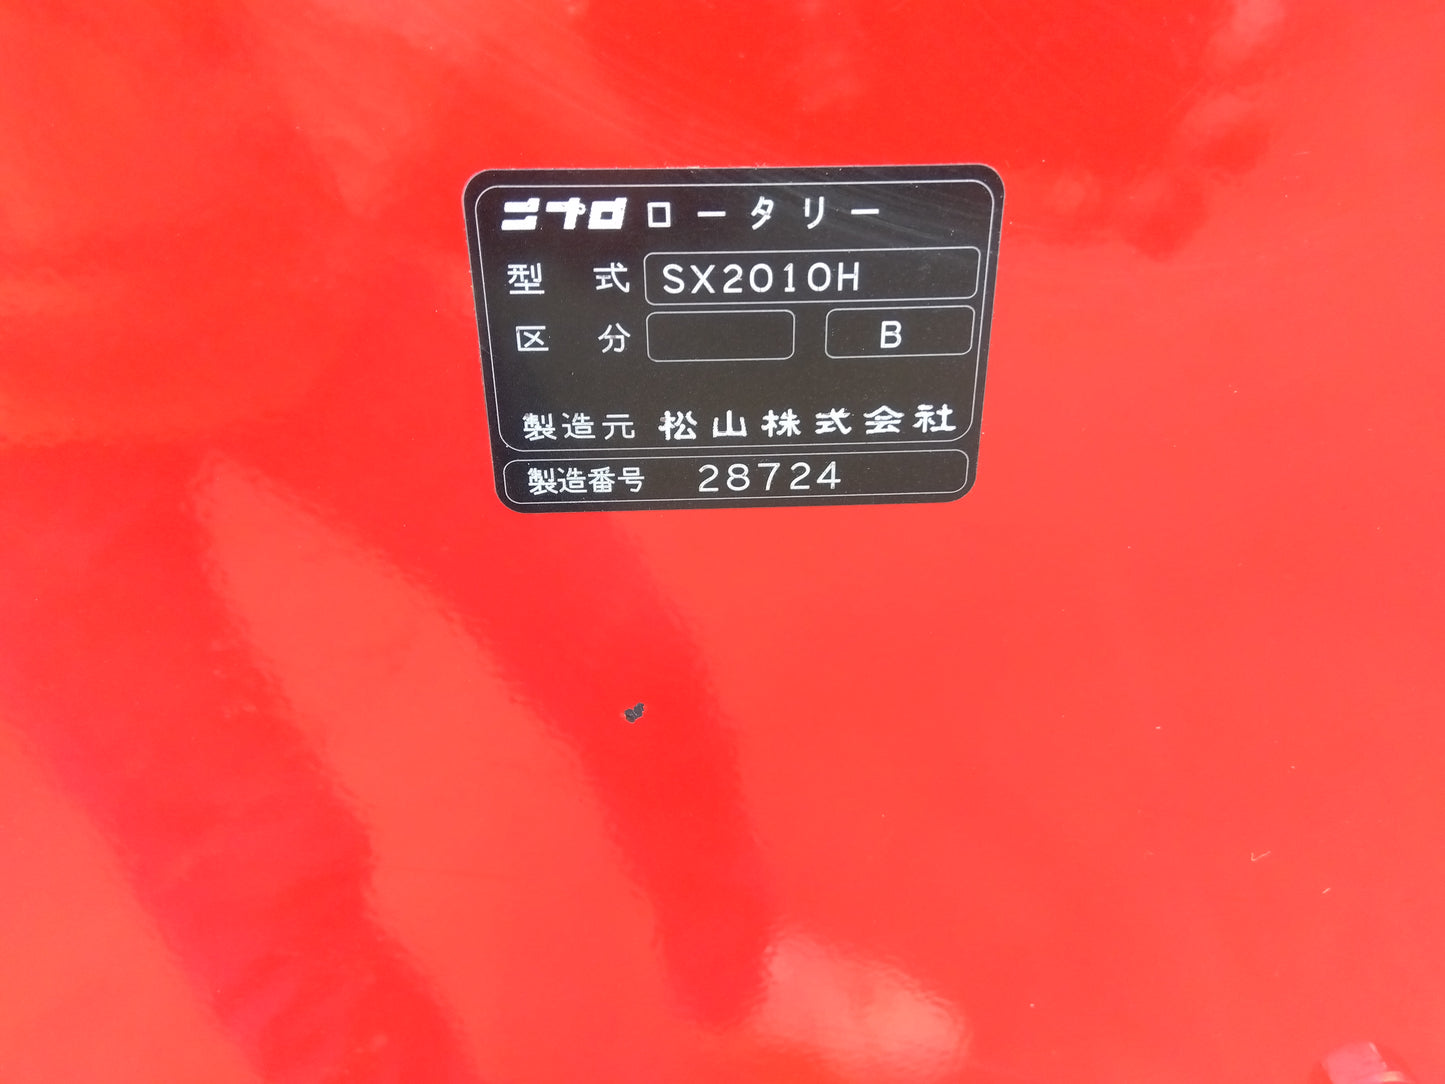 ニプロ ロータリー
型式 SX2010H
区分 B
製造元 松山株式会社
製造番号 28724